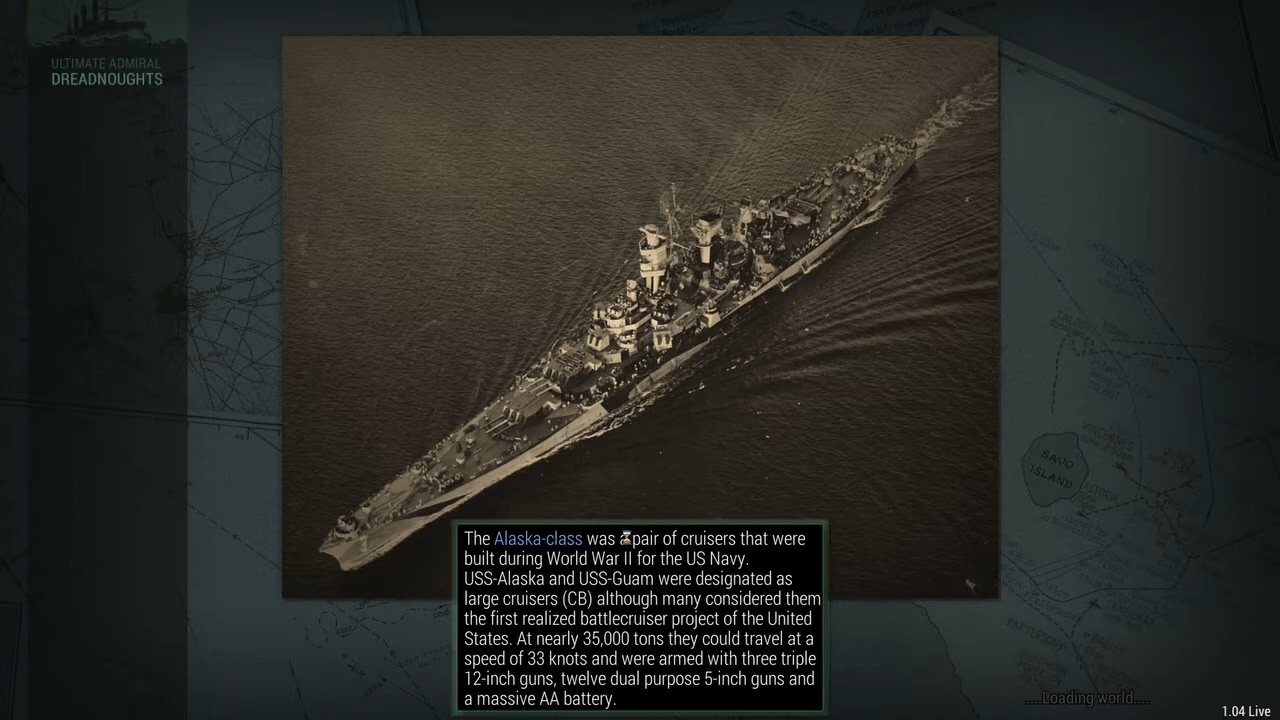 ULTIMATE ADMIRAL
DREADNOUGHTS
The Alaska-class was a pair of cruisers that were
built during World War II for the US Navy.
USS-Alaska and USS-Guam were designated as
large cruisers (CB) although many considered them
the first realized battlecruiser project of the United
States. At nearly 35,000 tons they could travel at a
speed of 33 knots and were armed with three triple
12-inch guns, twelve dual purpose 5-inch guns and
a massive AA battery.
SAVO
ISLAND
VINCENNES
....Loading world....
1.04 Live